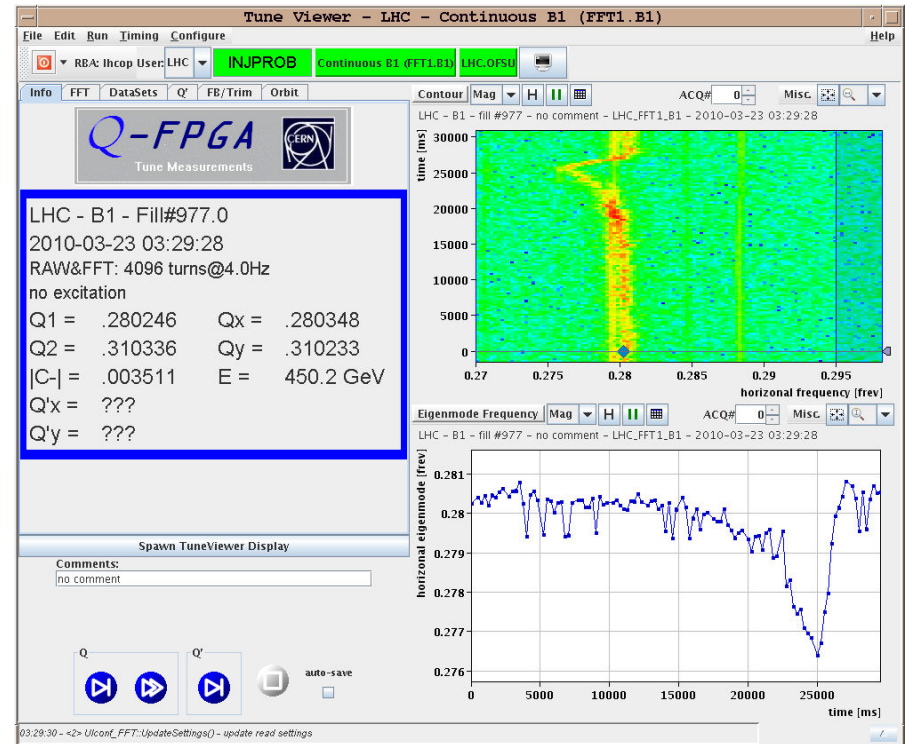 Tune Viewer - LHC - Continuous B1 (FFT1.B1)
File Edit Run Timing Configure Help
RBA: lhcop User: LHC INJPROB Continuous B1 (FFT1.B1) LHC.OFSU
Info FFT DataSets Q' FB/Trim Orbit
Q-FPGA
Tune Measurements
CERN
LHC - B1 - Fill#977.0
2010-03-23 03:29:28
RAW&FFT: 4096 turns@4.0Hz
no excitation
Q1 = .280246 Qx = .280348
Q2 = .310336 Qy = .310233
|C-| = .003511 E = 450.2 GeV
Q'x = ???
Q'y = ???
Spawn TuneViewer Display
Comments:
no comment
Q Q'
auto-save
Contour Mag H ACQ# 0 Misc.
LHC - B1 - fill #977 - no comment - LHC_FFT1_B1 - 2010-03-23 03:29:28
time [ms]
30000
25000
20000
15000
10000
5000
0
0.27 0.275 0.28 0.285 0.29 0.295
horizonal frequency [frev]
Eigenmode Frequency Mag H ACQ# 0 Misc.
LHC - B1 - fill #977 - no comment - LHC_FFT1_B1 - 2010-03-23 03:29:28
horizonal eigenmode [frev]
0.281
0.28
0.279
0.278
0.277
0.276
0 5000 10000 15000 20000 25000
time [ms]
03:29:30 - <2> UIconf_FFT::UpdateSettings() - update read settings